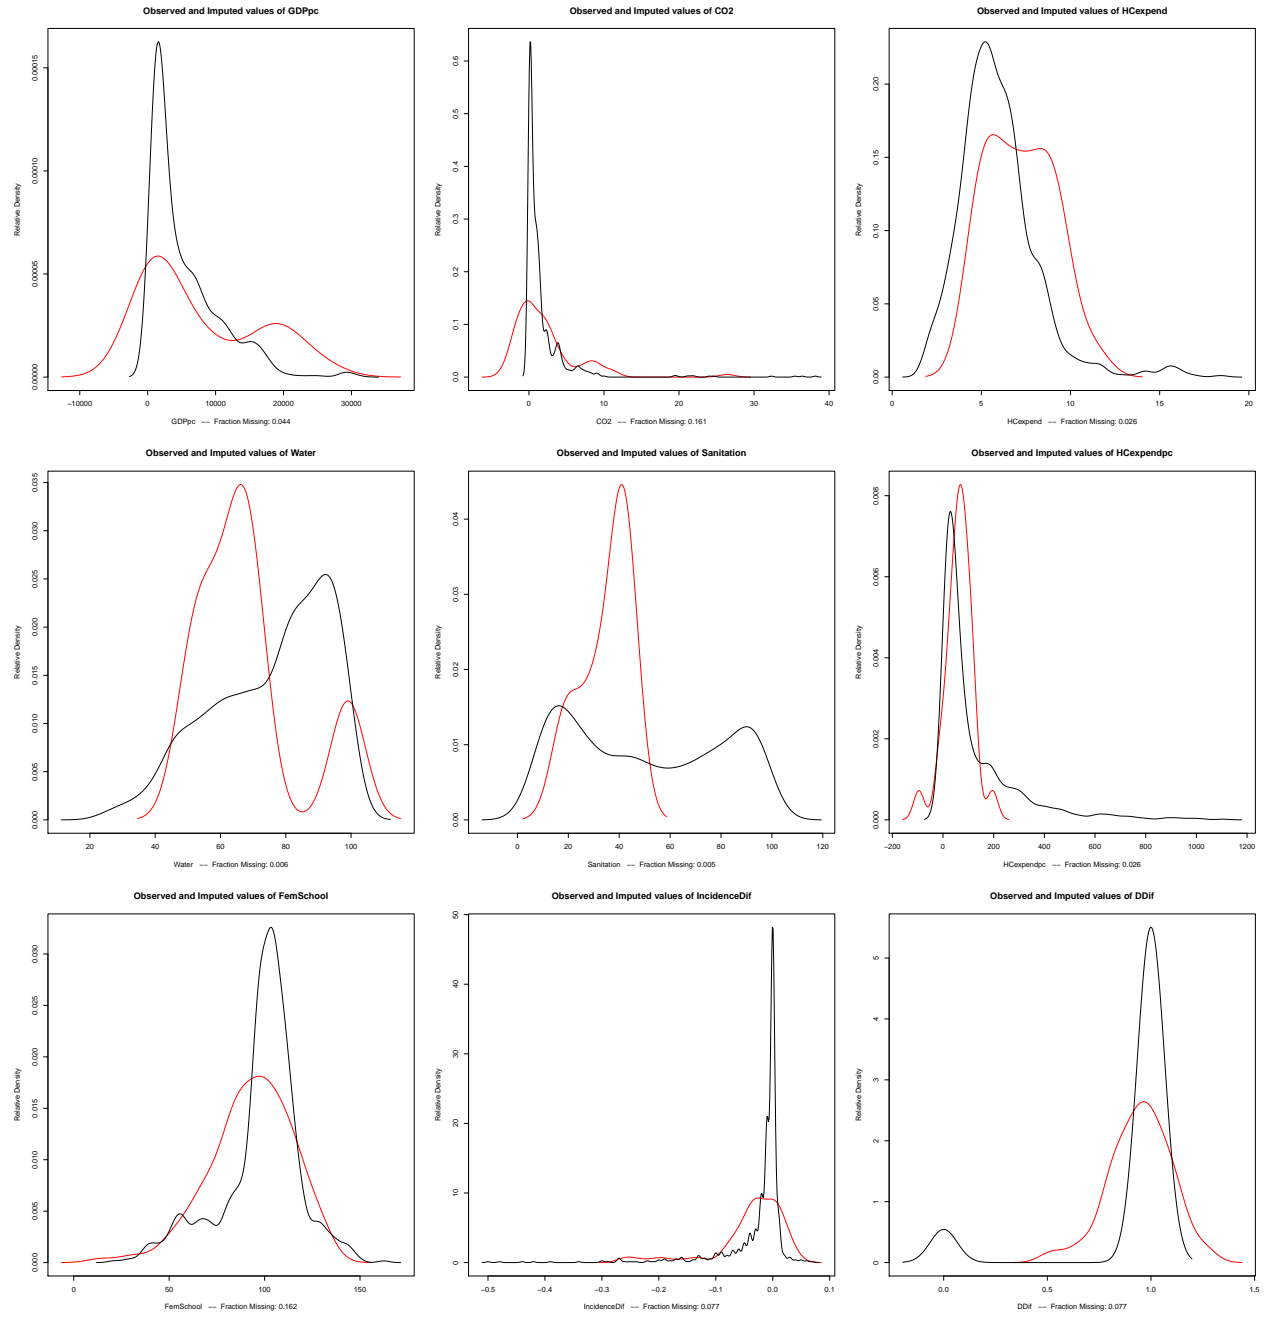 Observed and Imputed values of GDPpc
Relative Density
0.00000 0.00005 0.00010 0.00015
−10000 0 10000 20000 30000
GDPpc −− Fraction Missing: 0.044
Observed and Imputed values of CO2
Relative Density
0.0 0.1 0.2 0.3 0.4 0.5 0.6
0 10 20 30 40
CO2 −− Fraction Missing: 0.161
Observed and Imputed values of HCexpend
Relative Density
0.00 0.05 0.10 0.15 0.20
0 5 10 15 20
HCexpend −− Fraction Missing: 0.026
Observed and Imputed values of Water
Relative Density
0.000 0.005 0.010 0.015 0.020 0.025 0.030 0.035
20 40 60 80 100
Water −− Fraction Missing: 0.006
Observed and Imputed values of Sanitation
Relative Density
0.00 0.01 0.02 0.03 0.04
0 20 40 60 80 100 120
Sanitation −− Fraction Missing: 0.005
Observed and Imputed values of HCexpendpc
Relative Density
0.000 0.002 0.004 0.006 0.008
−200 0 200 400 600 800 1000 1200
HCexpendpc −− Fraction Missing: 0.026
Observed and Imputed values of FemSchool
Relative Density
0.000 0.005 0.010 0.015 0.020 0.025 0.030
0 50 100 150
FemSchool −− Fraction Missing: 0.162
Observed and Imputed values of IncidenceDif
Relative Density
0 10 20 30 40 50
−0.5 −0.4 −0.3 −0.2 −0.1 0.0 0.1
IncidenceDif −− Fraction Missing: 0.077
Observed and Imputed values of DDif
Relative Density
0 1 2 3 4 5
0.0 0.5 1.0 1.5
DDif −− Fraction Missing: 0.077